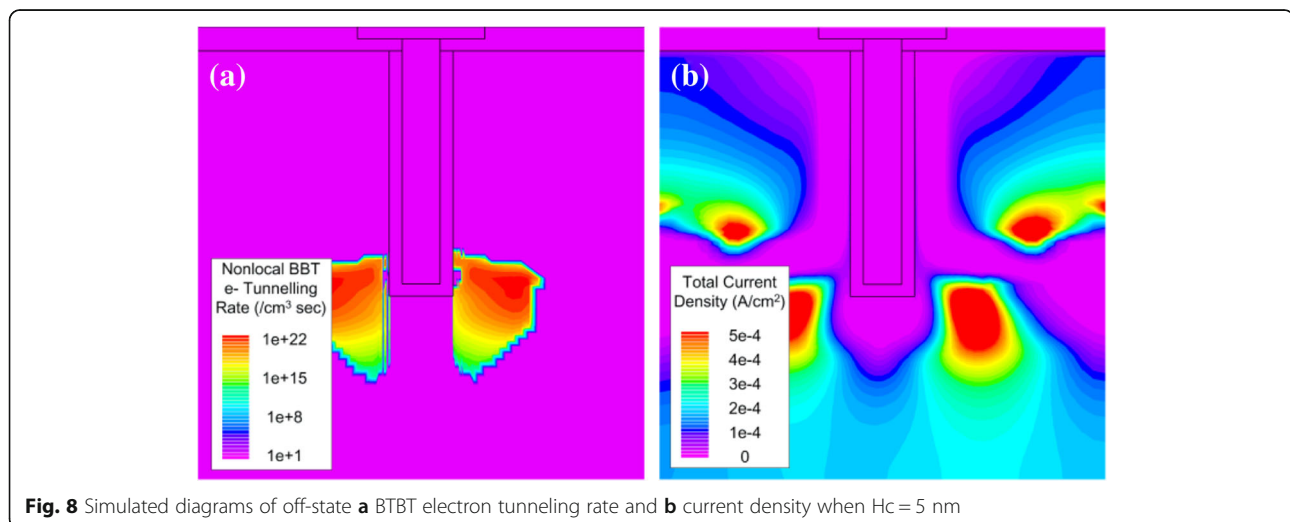 (a)
Nonlocal BBT
e- Tunnelling
Rate (/cm³ sec)
1e+22
1e+15
1e+8
1e+1
(b)
Total Current
Density (A/cm²)
5e-4
4e-4
3e-4
2e-4
1e-4
0
Fig. 8 Simulated diagrams of off-state a BTBT electron tunneling rate and b current density when Hc = 5 nm